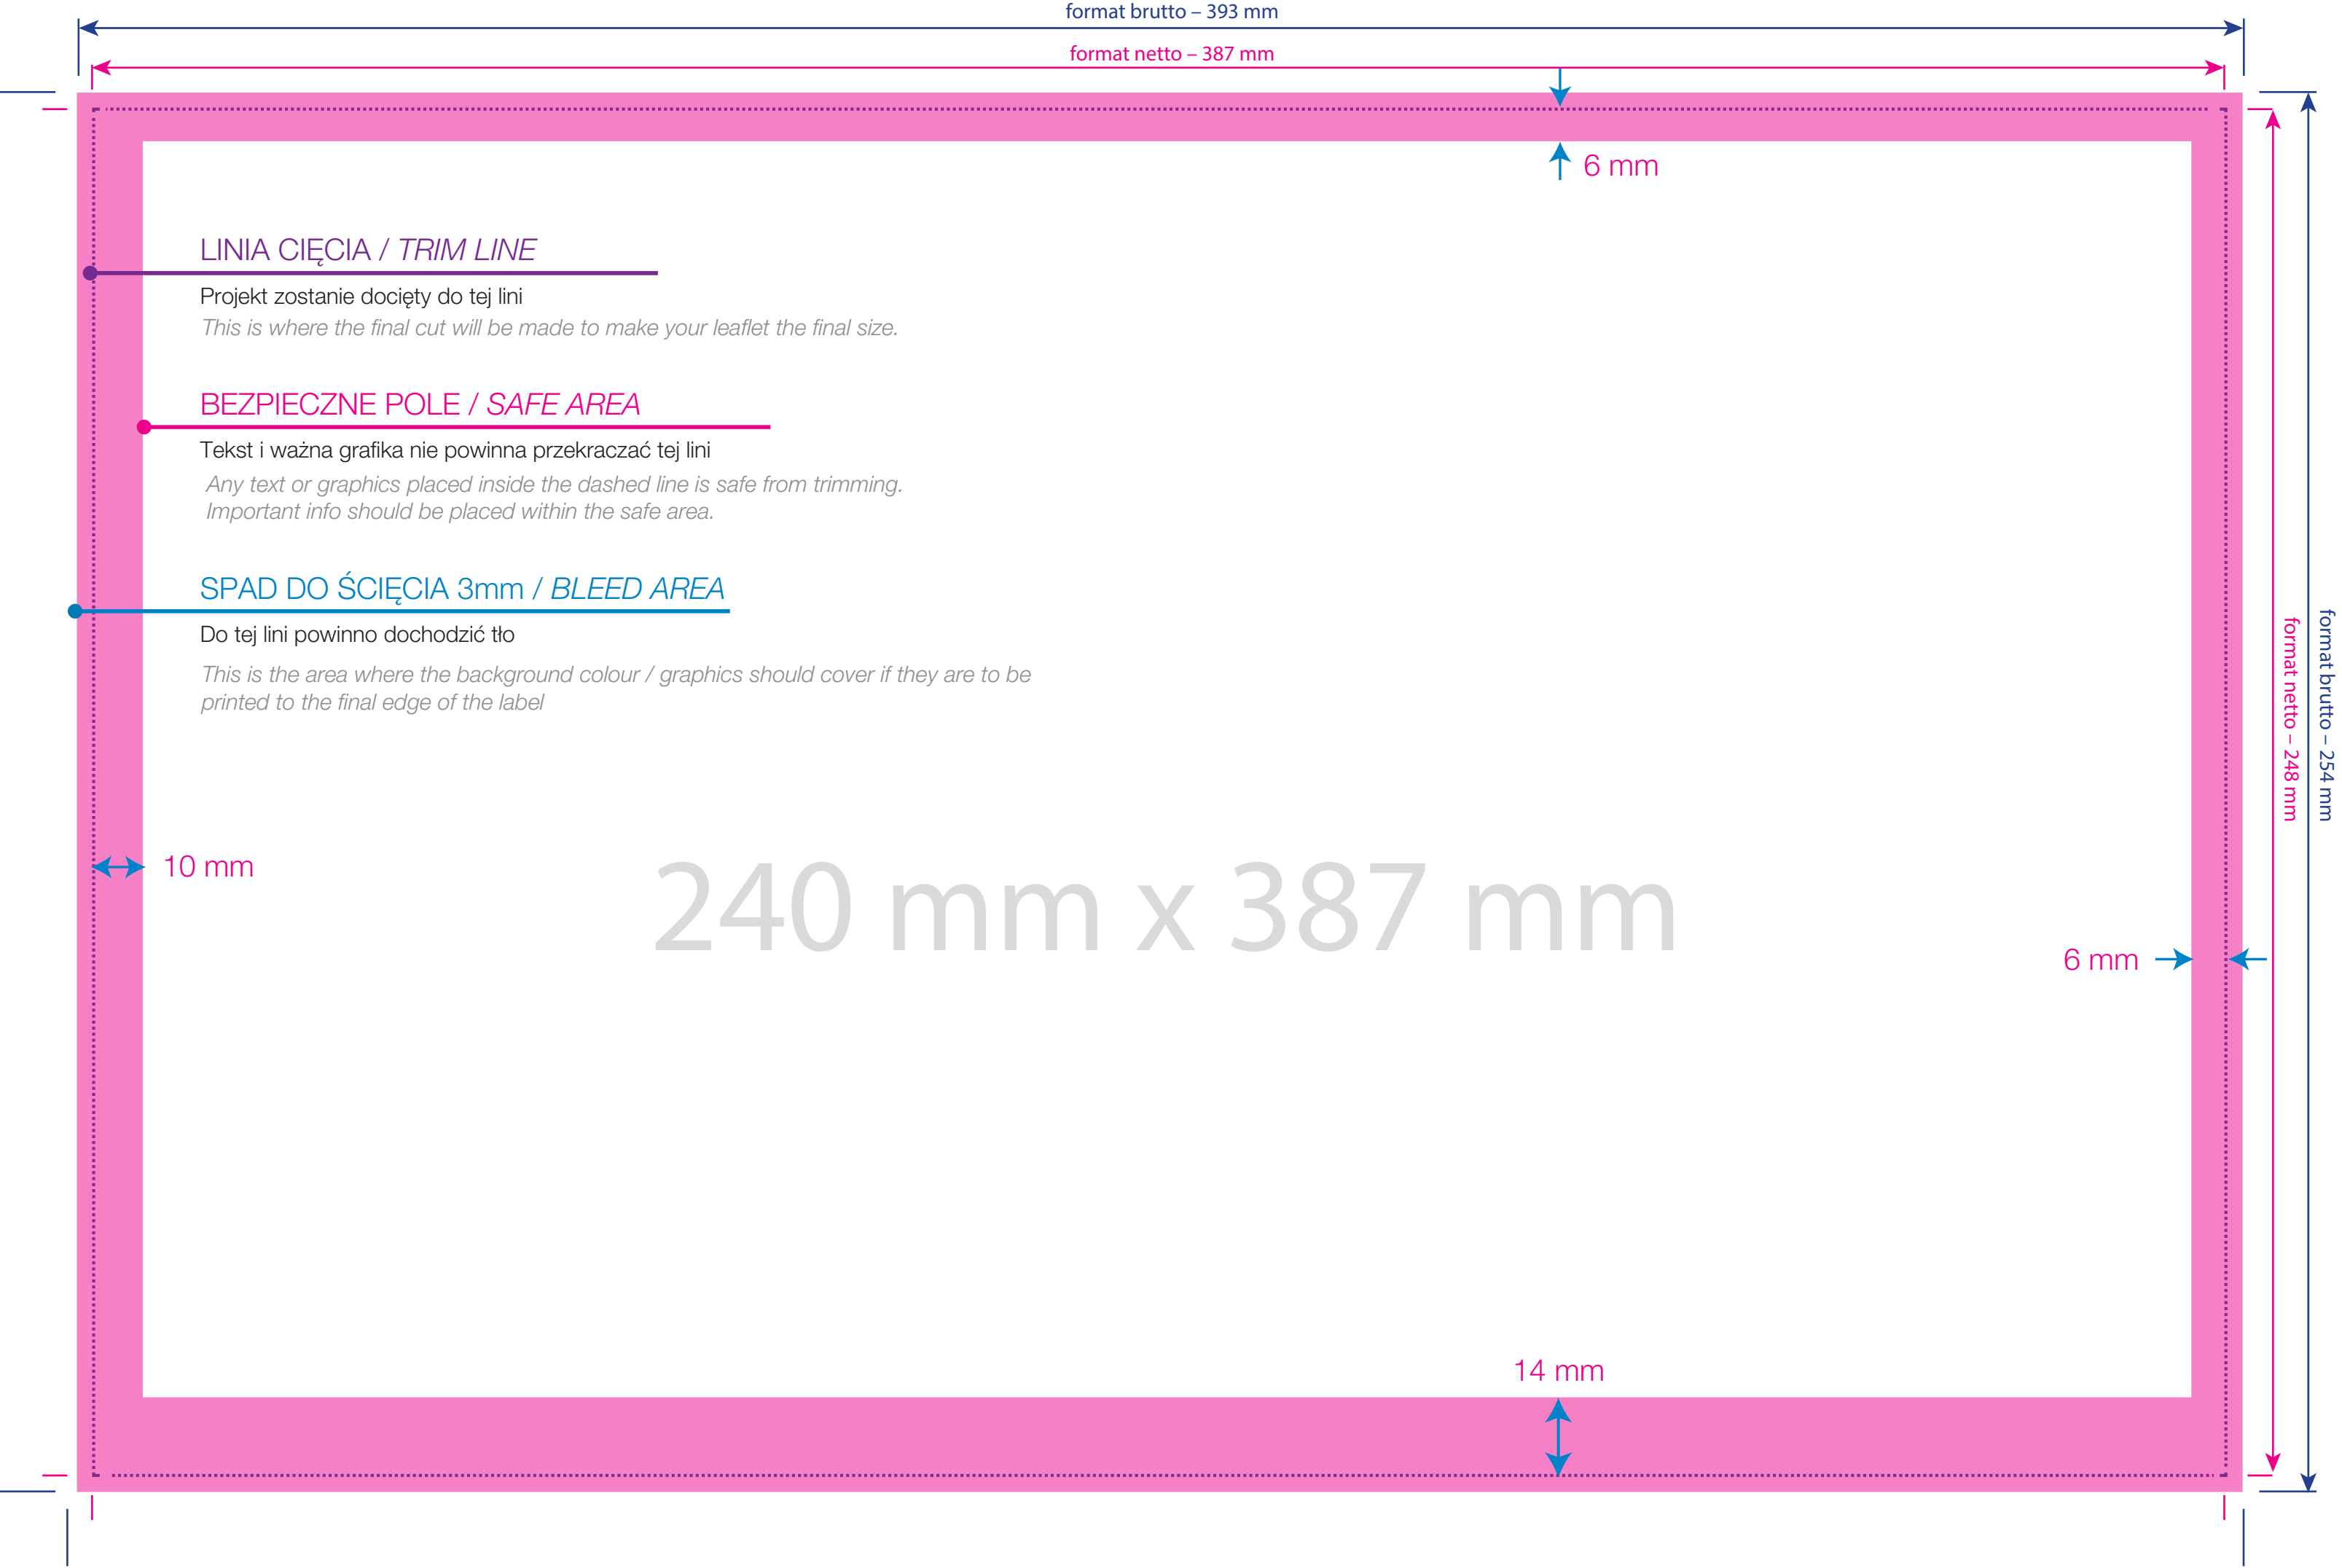 format brutto – 393 mm
format netto – 387 mm
6 mm
LINIA CIĘCIA / TRIM LINE
Projekt zostanie docięty do tej lini
This is where the final cut will be made to make your leaflet the final size.
BEZPIECZNE POLE / SAFE AREA
Tekst i ważna grafika nie powinna przekraczać tej lini
Any text or graphics placed inside the dashed line is safe from trimming.
Important info should be placed within the safe area.
SPAD DO ŚCIĘCIA 3mm / BLEED AREA
Do tej lini powinno dochodzić tło
This is the area where the background colour / graphics should cover if they are to be
printed to the final edge of the label
format netto – 248 mm
format brutto – 254 mm
10 mm
240 mm x 387 mm
6 mm
14 mm